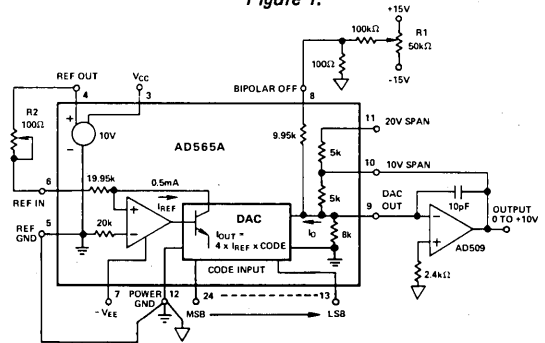 Figure 1.
+15V
100kΩ
R1
50kΩ
100Ω
-15V
REF OUT
4
VCC
3
BIPOLAR OFF
8
R2
100Ω
+
10V
-
AD565A
9.95k
11
20V SPAN
5k
10
10V SPAN
6
REF IN
19.95k
0.5mA
IREF
5k
9
DAC
OUT
10pF
OUTPUT
0 TO +10V
5
REF
GND
20k
+
-
DAC
IOUT =
4 x IREF x CODE
IO
8k
-
+
AD509
CODE INPUT
2.4kΩ
7
-VEE
POWER
GND
12
24
MSB
13
LSB